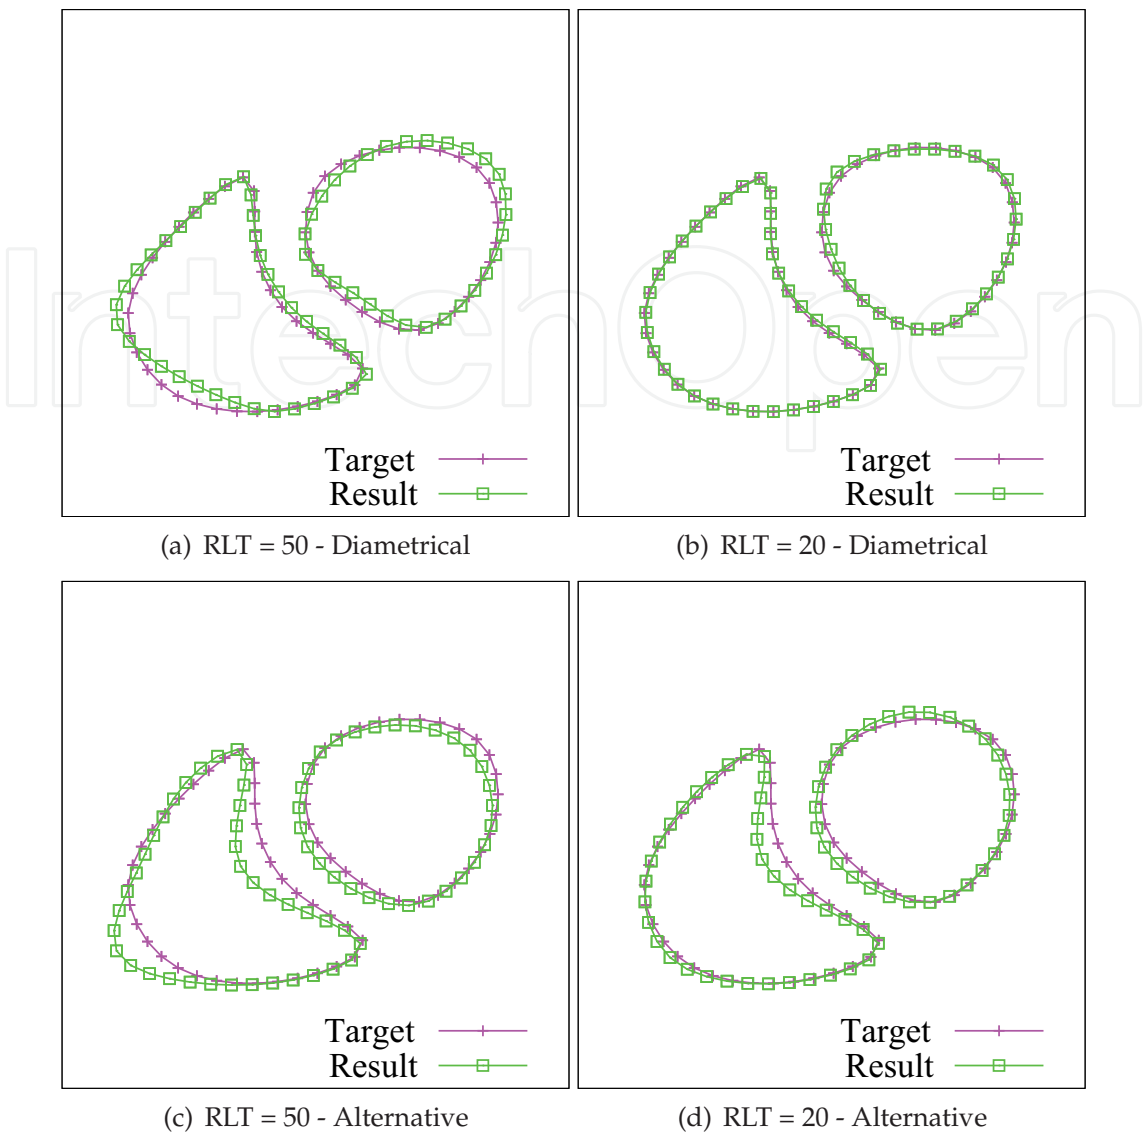 Target
Result
Target
Result
(a) RLT = 50 - Diametrical
(b) RLT = 20 - Diametrical
IntechOpen
Target
Result
Target
Result
(c) RLT = 50 - Alternative
(d) RLT = 20 - Alternative